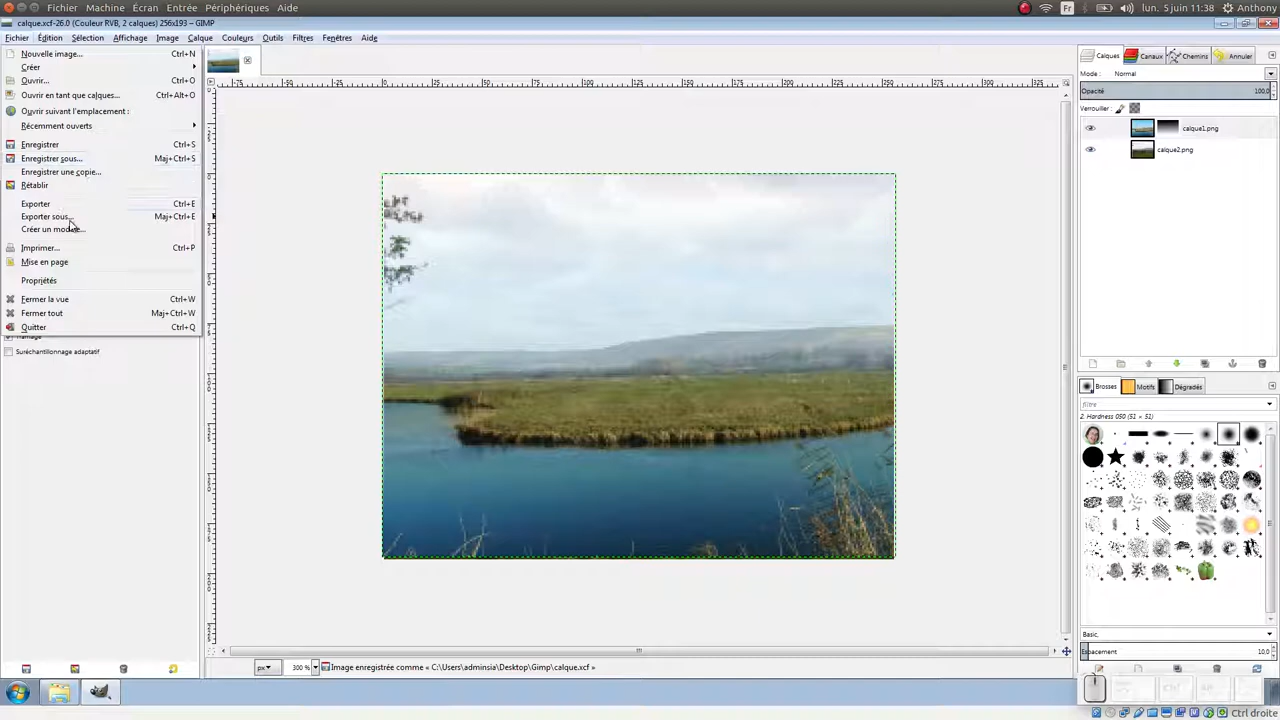 Fichier Machine Écran Entrée Périphériques Aide
Fr lun. 5 juin 11:38 Anthony
calque.xcf-26.0 (Couleur RVB, 2 calques) 256x193 – GIMP
Fichier Édition Sélection Affichage Image Calque Couleurs Outils Filtres Fenêtres Aide
Nouvelle image... Ctrl+N
Créer
Ouvrir... Ctrl+O
Ouvrir en tant que calques... Ctrl+Alt+O
Ouvrir suivant l'emplacement :
Récemment ouverts
Enregistrer Ctrl+S
Enregistrer sous... Maj+Ctrl+S
Enregistrer une copie...
Rétablir
Exporter Ctrl+E
Exporter sous... Maj+Ctrl+E
Créer un mod
Imprimer... Ctrl+P
Mise en page
Propriétés
Fermer la vue Ctrl+W
Fermer tout Maj+Ctrl+W
Quitter Ctrl+Q
Suréchantillonnage adaptatif
Calques Canaux Chemins Annuler
Mode : Normal
Opacité 100,0
Verrouiller :
calque1.png
calque2.png
Brosses Motifs Dégradés
filtre
2. Hardness 050 (51 × 51)
Basic,
Espacement 10,0
px 300 % Image enregistrée comme « C:\Users\adminsia\Desktop\Gimp\calque.xcf »
Ctrl droite